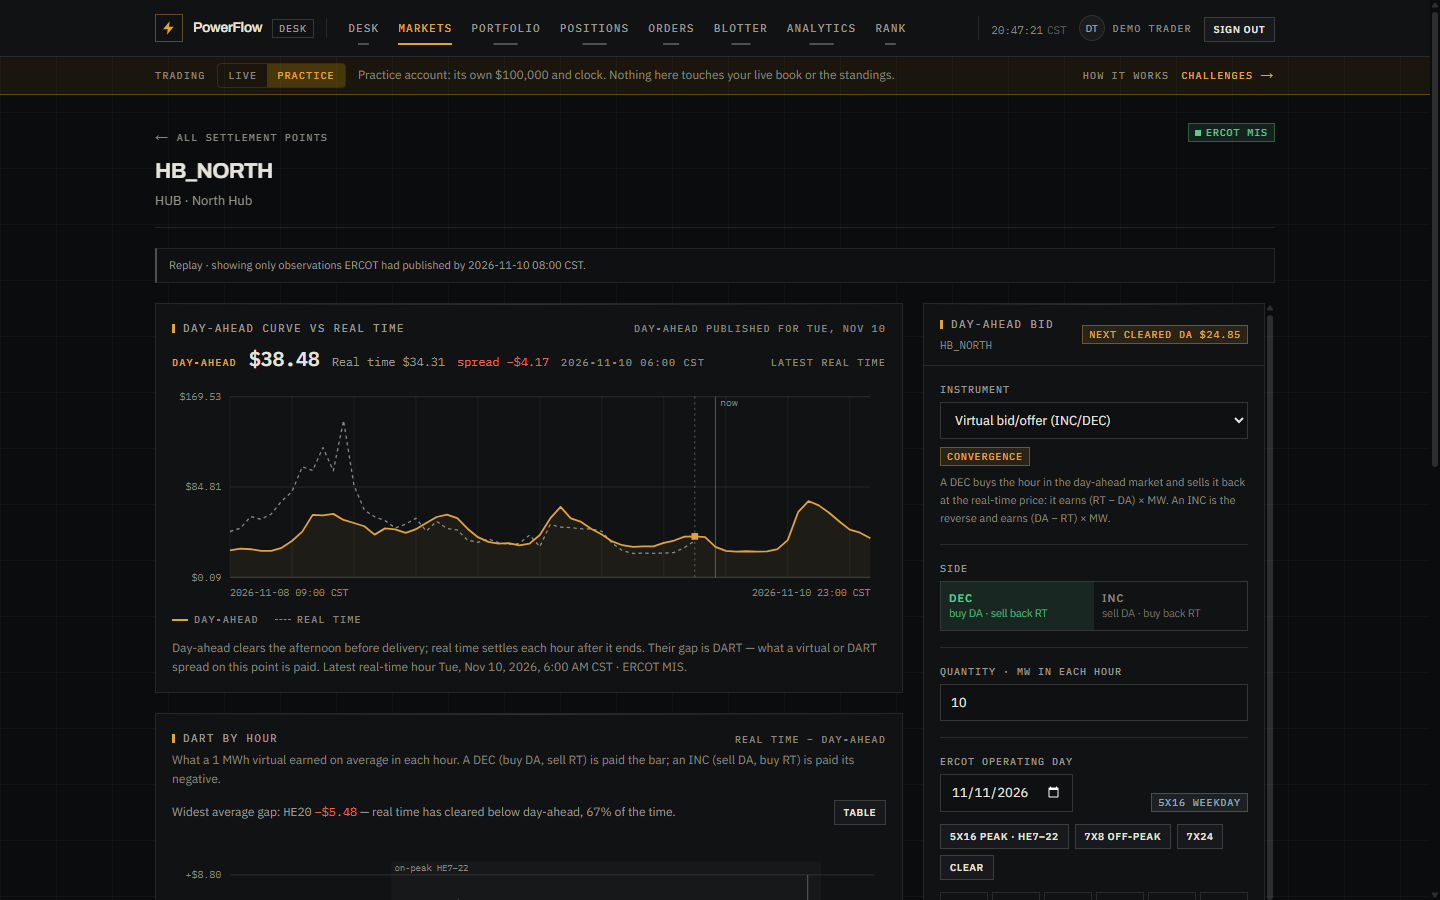 PowerFlow DESK DESK MARKETS PORTFOLIO POSITIONS ORDERS BLOTTER ANALYTICS RANK 20:47:21 CST DT DEMO TRADER SIGN OUT
TRADING LIVE PRACTICE Practice account: its own $100,000 and clock. Nothing here touches your live book or the standings. HOW IT WORKS CHALLENGES →
← ALL SETTLEMENT POINTS
ERCOT MIS
HB_NORTH
HUB · North Hub
Replay · showing only observations ERCOT had published by 2026-11-10 08:00 CST.
DAY-AHEAD CURVE VS REAL TIME DAY-AHEAD PUBLISHED FOR TUE, NOV 10
DAY-AHEAD $38.48 Real time $34.31 spread −$4.17 2026-11-10 06:00 CST LATEST REAL TIME
$169.53
now
$84.81
$0.09
2026-11-08 09:00 CST 2026-11-10 23:00 CST
DAY-AHEAD REAL TIME
Day-ahead clears the afternoon before delivery; real time settles each hour after it ends. Their gap is DART — what a virtual or DART
spread on this point is paid. Latest real-time hour Tue, Nov 10, 2026, 6:00 AM CST · ERCOT MIS.
DART BY HOUR REAL TIME − DAY-AHEAD
What a 1 MWh virtual earned on average in each hour. A DEC (buy DA, sell RT) is paid the bar; an INC (sell DA, buy RT) is paid its
negative.
Widest average gap: HE20 −$5.48 — real time has cleared below day-ahead, 67% of the time. TABLE
on-peak HE7–22
+$8.80
DAY-AHEAD BID
HB_NORTH
NEXT CLEARED DA $24.85
INSTRUMENT
Virtual bid/offer (INC/DEC)
CONVERGENCE
A DEC buys the hour in the day-ahead market and sells it back
at the real-time price: it earns (RT − DA) × MW. An INC is the
reverse and earns (DA − RT) × MW.
SIDE
DEC INC
buy DA · sell back RT sell DA · buy back RT
QUANTITY · MW IN EACH HOUR
10
ERCOT OPERATING DAY
11/11/2026
5X16 WEEKDAY
5X16 PEAK · HE7–22 7X8 OFF-PEAK 7X24
CLEAR